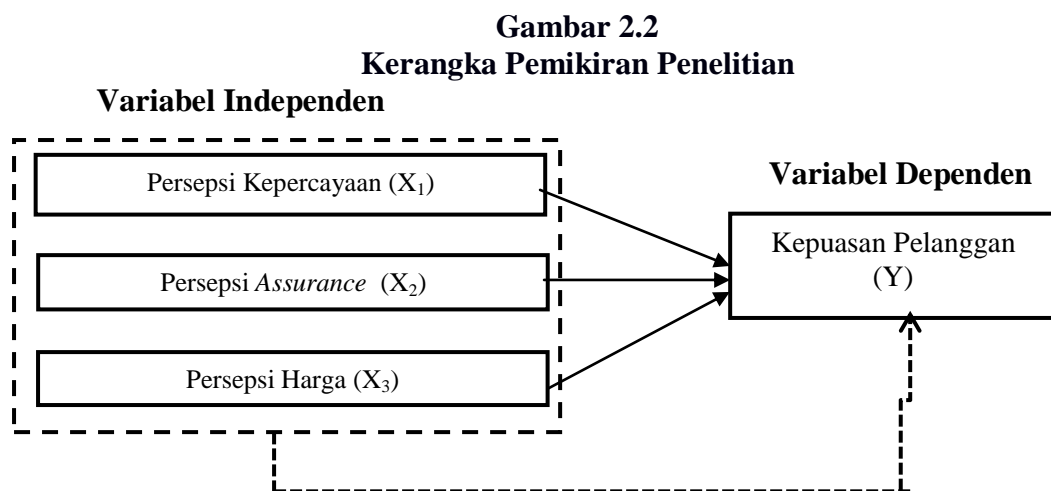 Gambar 2.2
Kerangka Pemikiran Penelitian
Variabel Independen
Persepsi Kepercayaan (X₁)
Persepsi Assurance (X₂)
Persepsi Harga (X₃)
Variabel Dependen
Kepuasan Pelanggan
(Y)